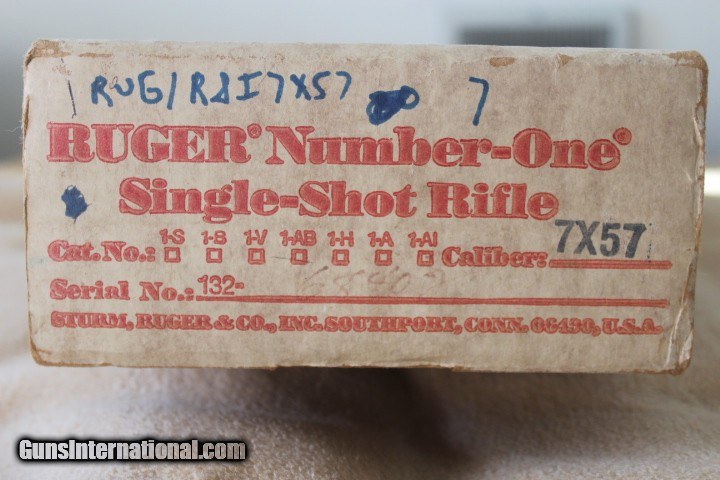 RUG/RAI7X57 7
RUGER® Number-One®
Single-Shot Rifle
1-S 1-B 1-V 1-AB 1-H 1-A 1-AI
Cat. No.: Caliber: 7X57
Serial No.: 132-
STURM, RUGER & CO., INC. SOUTHPORT, CONN. 06490, U.S.A.
GunsInternational.com